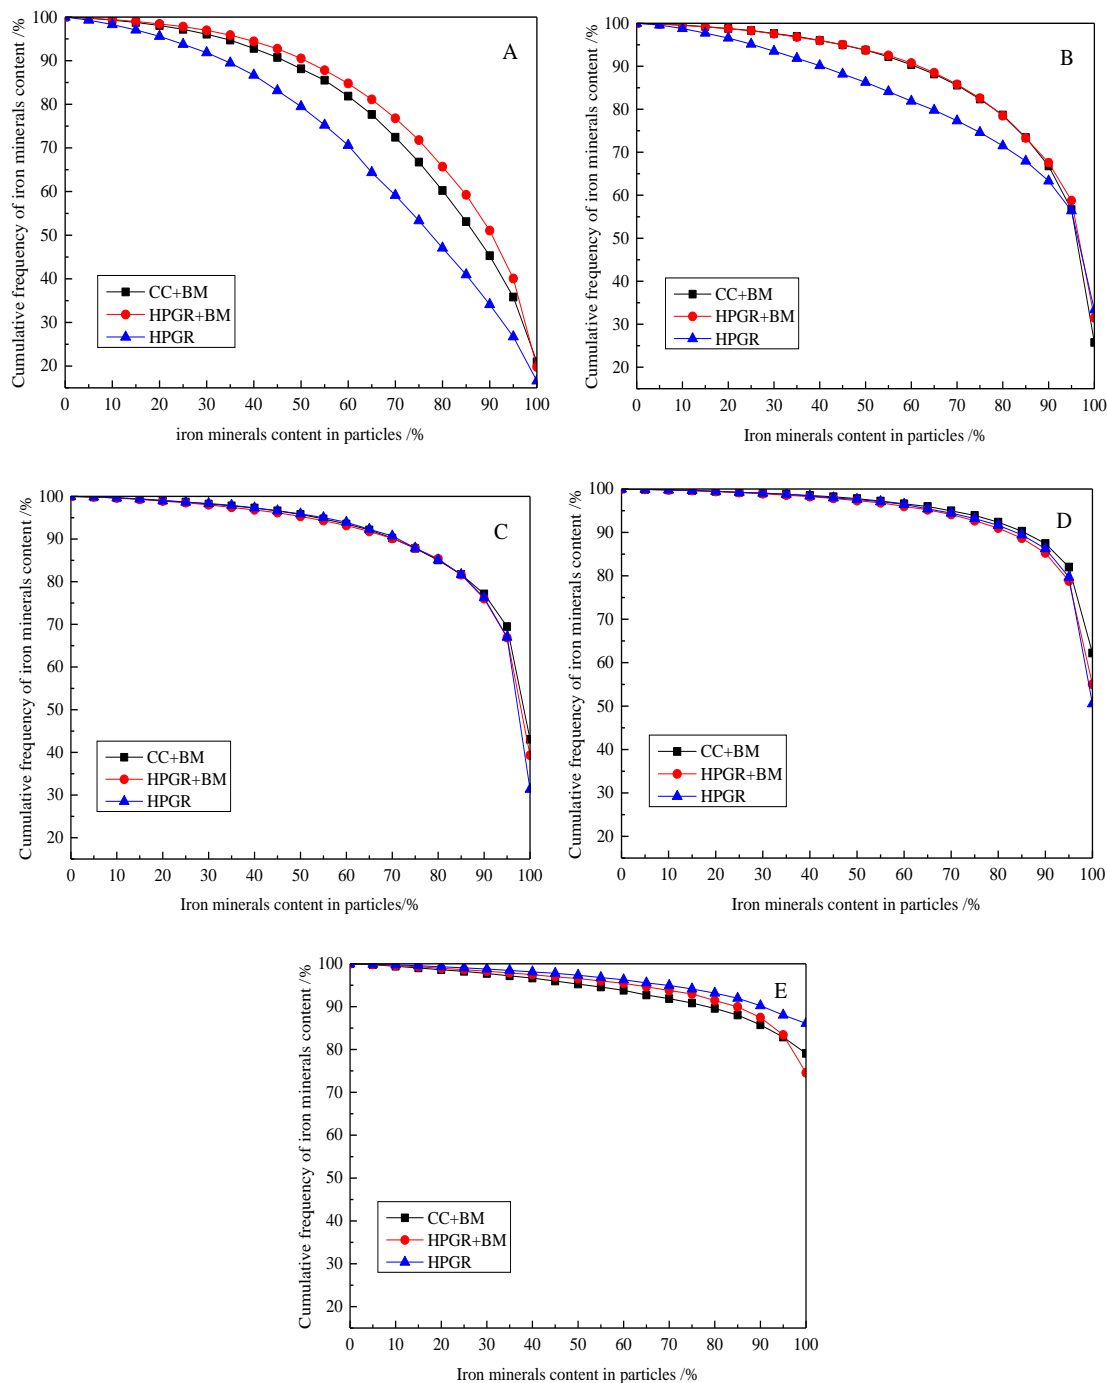 Cumulative frequency of iron minerals content /%
100
90
80
70
60
50
40
30
20
A
CC+BM
HPGR+BM
HPGR
0 10 20 30 40 50 60 70 80 90 100
iron minerals content in particles /%
Cumulative frequency of iron minerals content /%
100
90
80
70
60
50
40
30
20
B
CC+BM
HPGR+BM
HPGR
0 10 20 30 40 50 60 70 80 90 100
Iron minerals content in particles /%
Cumulative frequency of iron minerals content /%
100
90
80
70
60
50
40
30
20
C
CC+BM
HPGR+BM
HPGR
0 10 20 30 40 50 60 70 80 90 100
Iron minerals content in particles/%
Cumulative frequency of iron minerals content /%
100
90
80
70
60
50
40
30
20
D
CC+BM
HPGR+BM
HPGR
0 10 20 30 40 50 60 70 80 90 100
Iron minerals content in particles /%
Cumulative frequency of iron minerals content /%
100
90
80
70
60
50
40
30
20
E
CC+BM
HPGR+BM
HPGR
0 10 20 30 40 50 60 70 80 90 100
Iron minerals content in particles /%